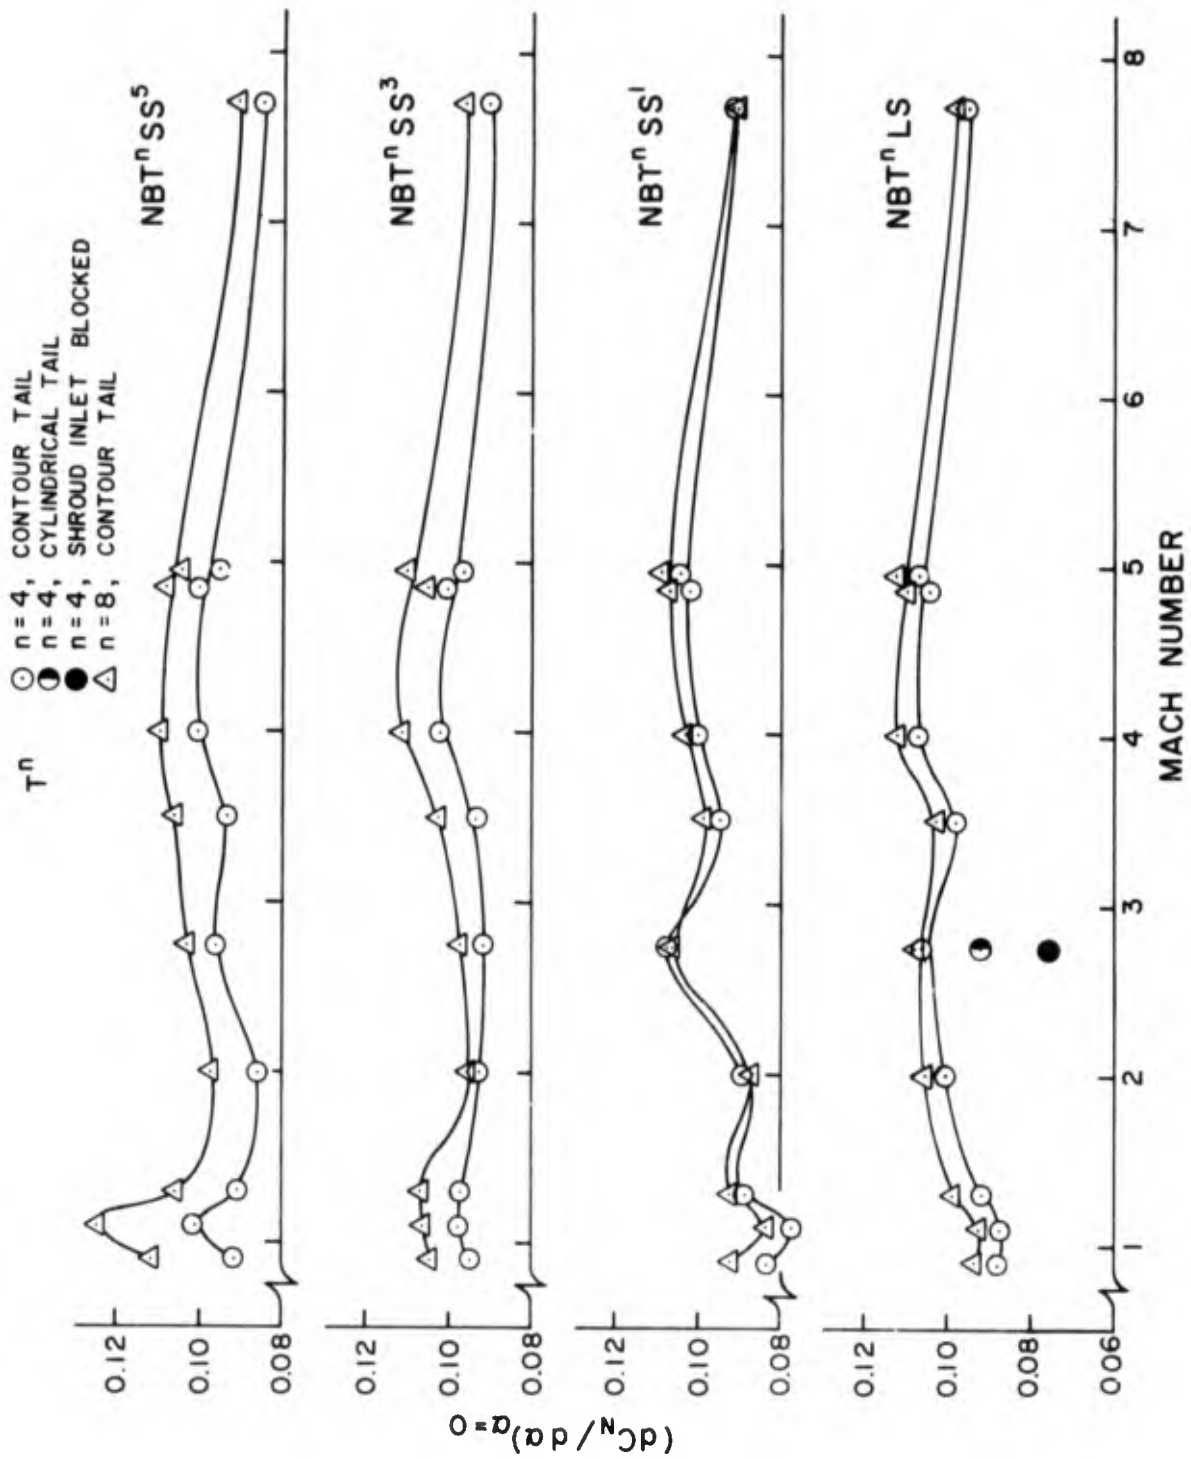 Tⁿ
n = 4, CONTOUR TAIL
n = 4, CYLINDRICAL TAIL
n = 4, SHROUD INLET BLOCKED
n = 8, CONTOUR TAIL
NBTⁿSS⁵
0.12
0.10
0.08
NBTⁿSS³
0.12
0.10
0.08
NBTⁿSS¹
0.12
0.10
0.08
NBTⁿLS
0.12
0.10
0.08
0.06
(dC_N/dα)α=0
1 2 3 4 5 6 7 8
MACH NUMBER